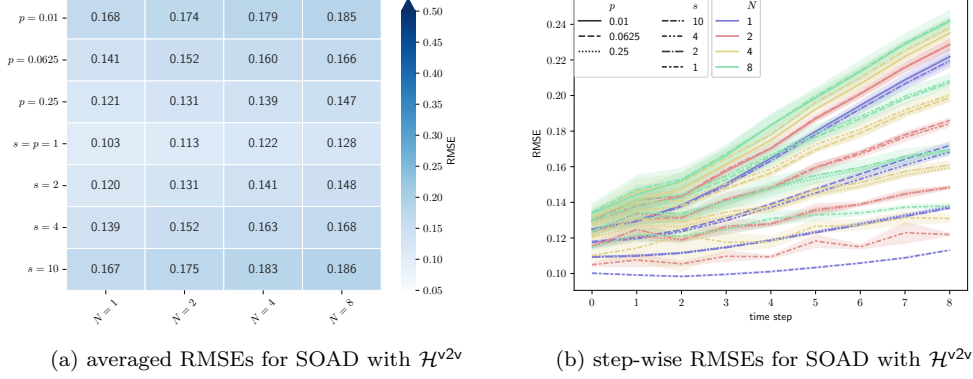 p = 0.01 0.168 0.174 0.179 0.185
p = 0.0625 0.141 0.152 0.160 0.166
p = 0.25 0.121 0.131 0.139 0.147
s = p = 1 0.103 0.113 0.122 0.128
s = 2 0.120 0.131 0.141 0.148
s = 4 0.139 0.152 0.163 0.168
s = 10 0.167 0.175 0.183 0.186
N = 1 N = 2 N = 4 N = 8
0.50
0.45
0.40
0.35
0.30
0.25
0.20
0.15
0.10
0.05
RMSE
(a) averaged RMSEs for SOAD with ℋ^v2v
p s N
0.01 10 1
0.0625 4 2
0.25 2 4
1 8
0.24
0.22
0.20
0.18
0.16
0.14
0.12
0.10
RMSE
0 1 2 3 4 5 6 7 8
time step
(b) step-wise RMSEs for SOAD with ℋ^v2v